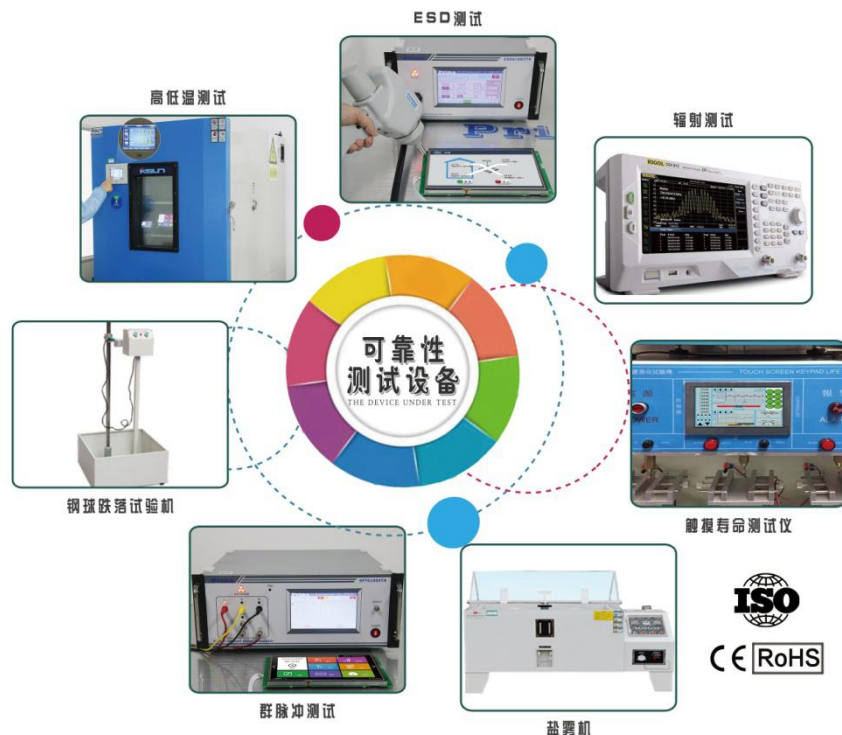 ESD测试
高低温测试
辐射测试
KISUN
RIGOL
可靠性
测试设备
THE DEVICE UNDER TEST
TOUCH SCREEN KEYPAD LIFE
钢球跌落试验机
触摸寿命测试仪
ISO
CE RoHS
群脉冲测试
盐雾机